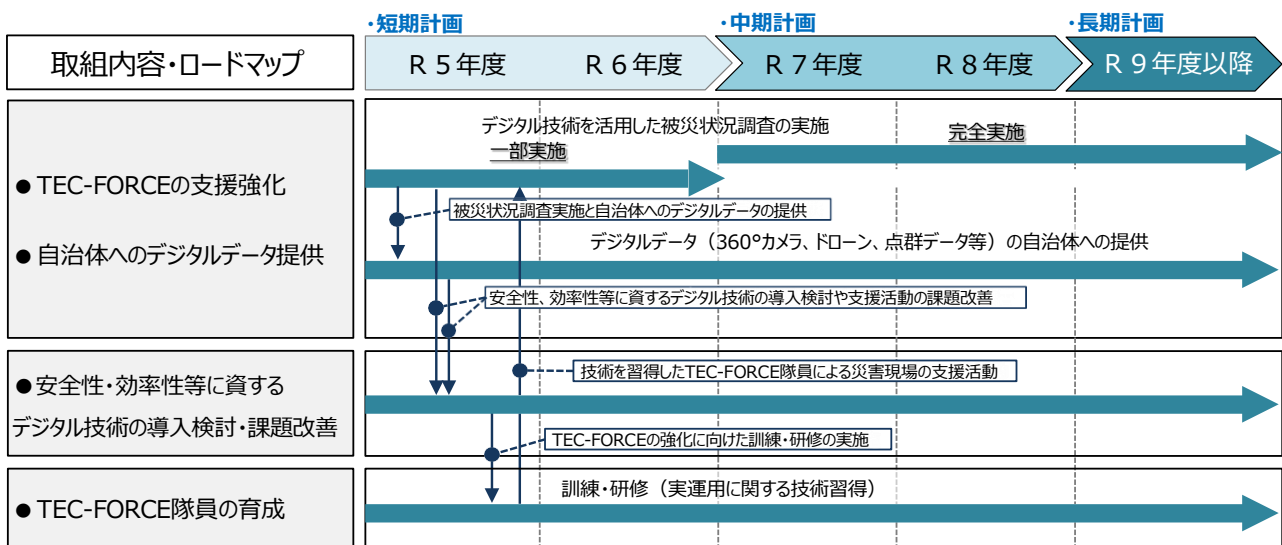 ・短期計画
・中期計画
・長期計画
取組内容・ロードマップ
R５年度
R６年度
R７年度
R８年度
R９年度以降
● TEC-FORCEの支援強化
● 自治体へのデジタルデータ提供
デジタル技術を活用した被災状況調査の実施
一部実施
完全実施
被災状況調査実施と自治体へのデジタルデータの提供
デジタルデータ（360°カメラ、ドローン、点群データ等）の自治体への提供
安全性、効率性等に資するデジタル技術の導入検討や支援活動の課題改善
● 安全性・効率性等に資する
デジタル技術の導入検討・課題改善
技術を習得したTEC-FORCE隊員による災害現場の支援活動
TEC-FORCEの強化に向けた訓練・研修の実施
● TEC-FORCE隊員の育成
訓練・研修（実運用に関する技術習得）